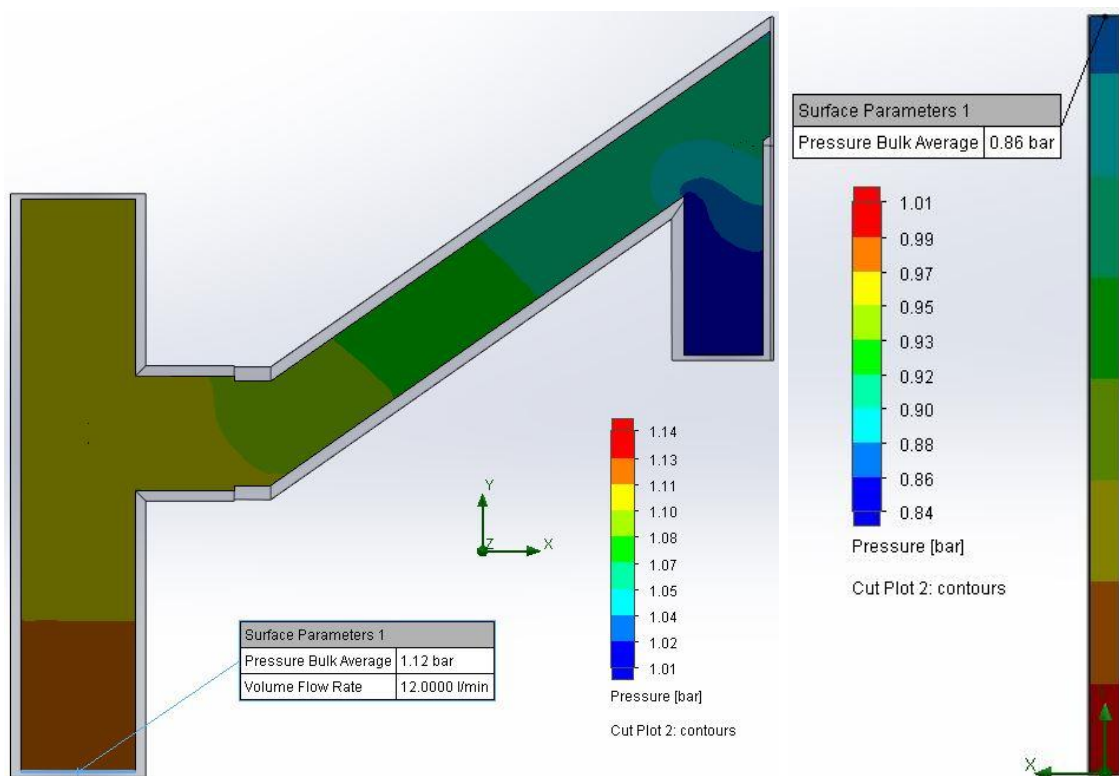 Surface Parameters 1
Pressure Bulk Average 1.12 bar
Volume Flow Rate 12.0000 l/min
Y
Z
X
1.14
1.13
1.11
1.10
1.08
1.07
1.05
1.04
1.02
1.01
Pressure [bar]
Cut Plot 2: contours
Surface Parameters 1
Pressure Bulk Average 0.86 bar
1.01
0.99
0.97
0.95
0.93
0.92
0.90
0.88
0.86
0.84
Pressure [bar]
Cut Plot 2: contours
X